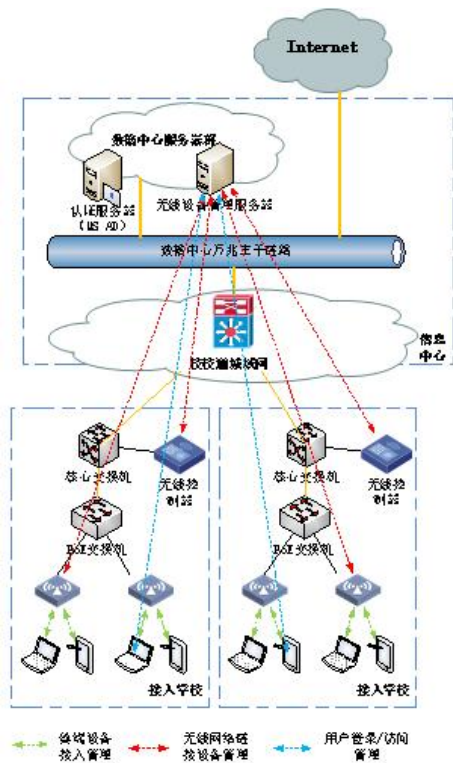 Internet
数据中心服务器群
认证服务器
（MS AD）
无线设备管理服务器
数据中心万兆主干链路
校校通城域网
信息
中心
核心交换机
无线控
制器
PoE交换机
接入学校
核心交换机
无线控
制器
PoE交换机
接入学校
终端设备
接入管理
无线网络链
接设备管理
用户登录/访问
管理